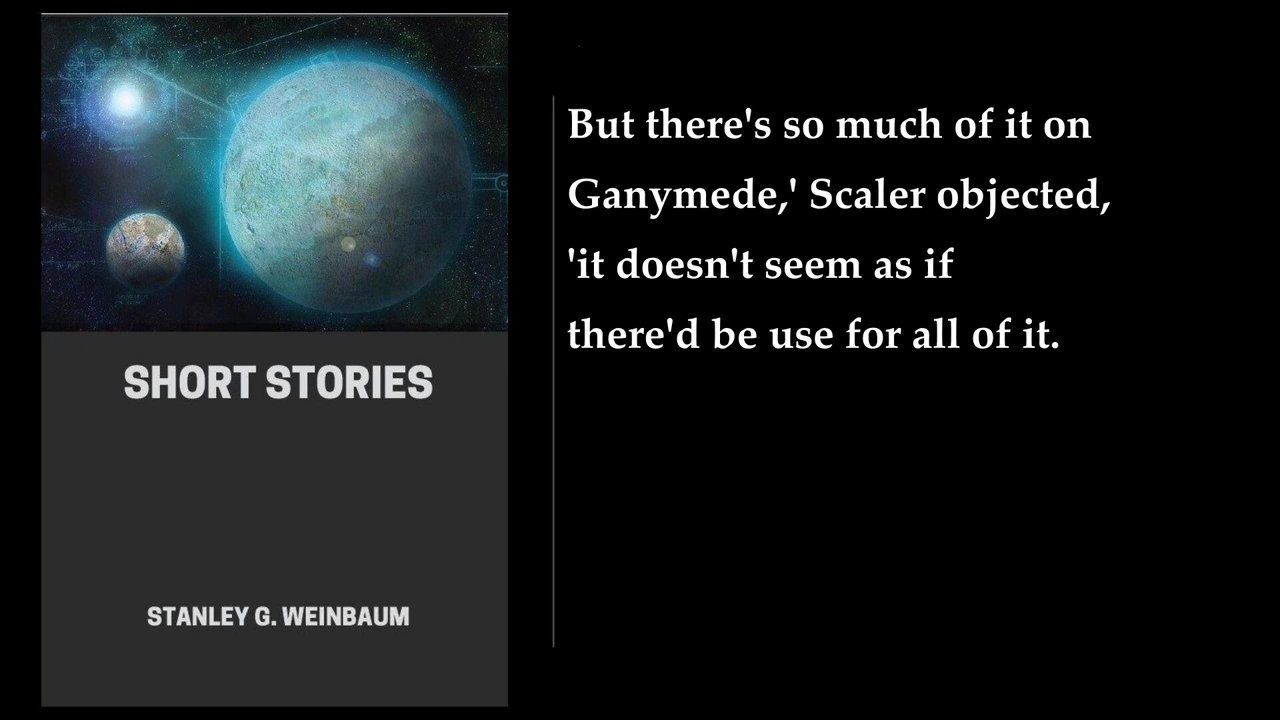 SHORT STORIES
STANLEY G. WEINBAUM
But there's so much of it on
Ganymede,' Scaler objected,
'it doesn't seem as if
there'd be use for all of it.